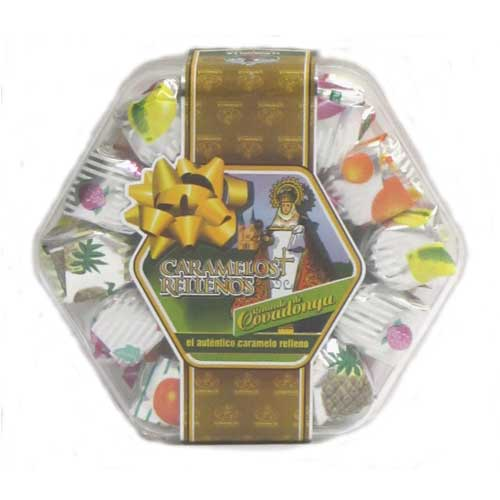 CARAMELOS
RELLENOS
Recuerdo de
Covadonga
el auténtico caramelo relleno